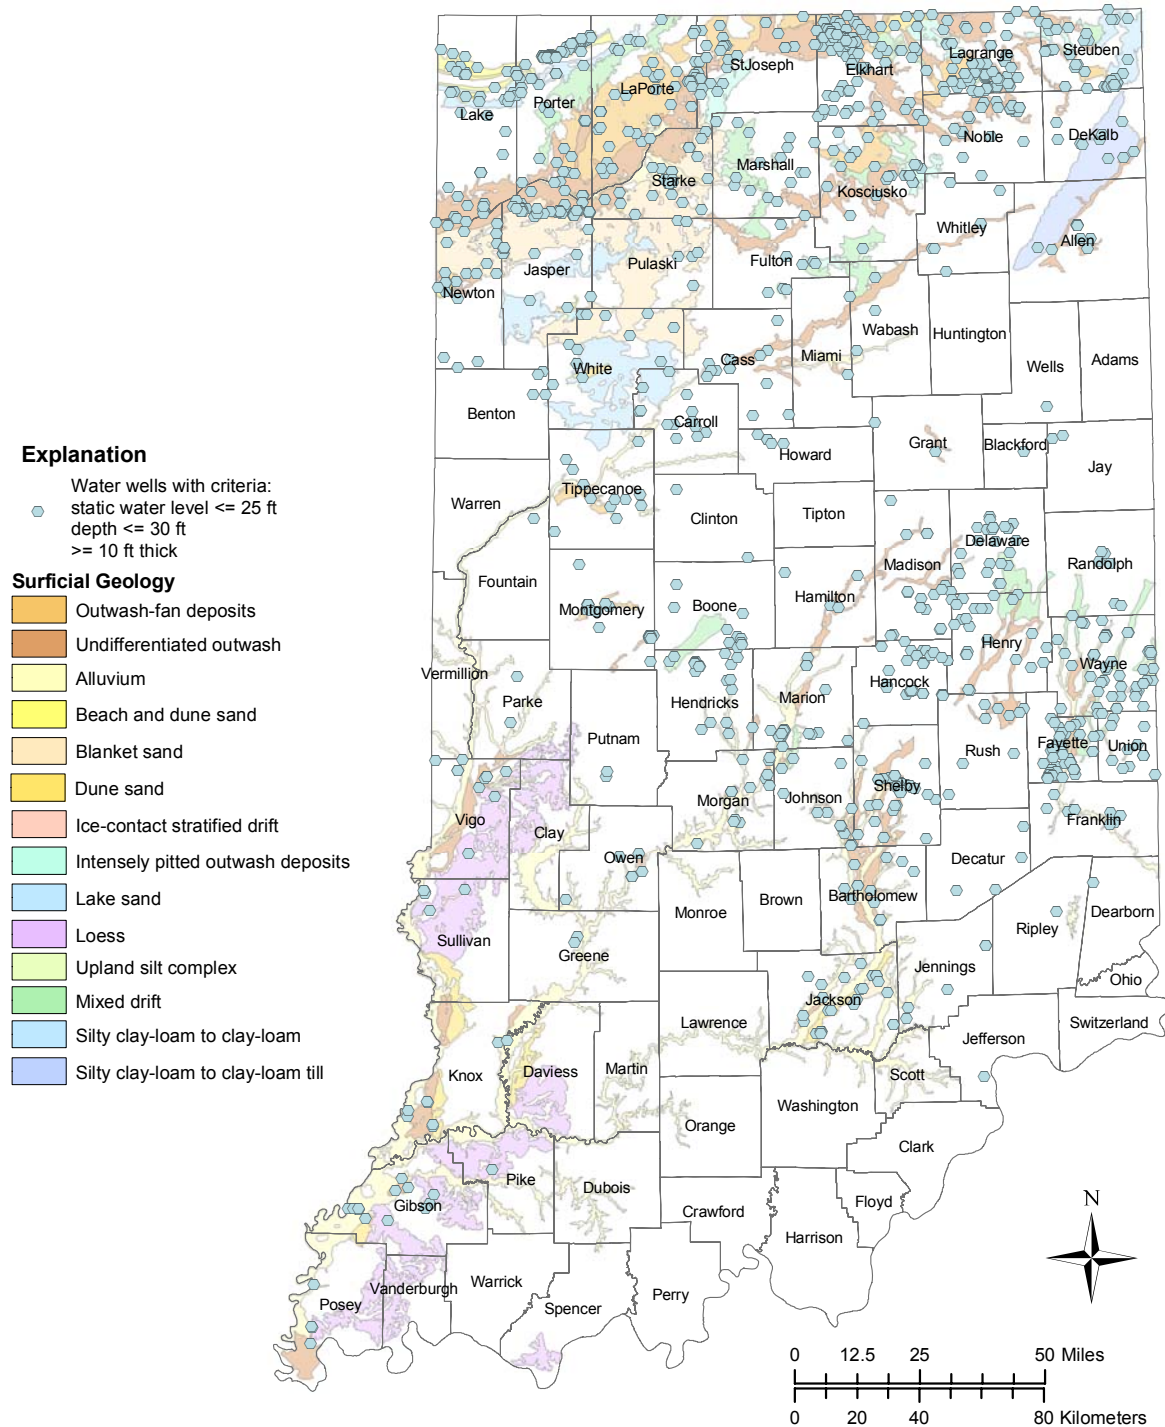 Explanation
Water wells with criteria:
static water level <= 25 ft
depth <= 30 ft
>= 10 ft thick
Surficial Geology
Outwash-fan deposits
Undifferentiated outwash
Alluvium
Beach and dune sand
Blanket sand
Dune sand
Ice-contact stratified drift
Intensely pitted outwash deposits
Lake sand
Loess
Upland silt complex
Mixed drift
Silty clay-loam to clay-loam
Silty clay-loam to clay-loam till
Lake
Porter
LaPorte
StJoseph
Elkhart
Lagrange
Steuben
Starke
Marshall
Kosciusko
Noble
DeKalb
Newton
Jasper
Pulaski
Fulton
Whitley
Allen
White
Cass
Miami
Wabash
Huntington
Wells
Adams
Benton
Carroll
Howard
Grant
Blackford
Jay
Warren
Tippecanoe
Clinton
Tipton
Madison
Delaware
Randolph
Fountain
Montgomery
Boone
Hamilton
Henry
Wayne
Vermillion
Parke
Hendricks
Marion
Hancock
Putnam
Rush
Fayette
Union
Vigo
Clay
Morgan
Johnson
Shelby
Franklin
Owen
Decatur
Sullivan
Greene
Monroe
Brown
Bartholomew
Ripley
Dearborn
Jennings
Ohio
Jackson
Lawrence
Jefferson
Switzerland
Knox
Daviess
Martin
Scott
Orange
Washington
Clark
Pike
Dubois
Gibson
Crawford
Floyd
Harrison
Posey
Vanderburgh
Warrick
Spencer
Perry
N
0 12.5 25 50 Miles
0 20 40 80 Kilometers